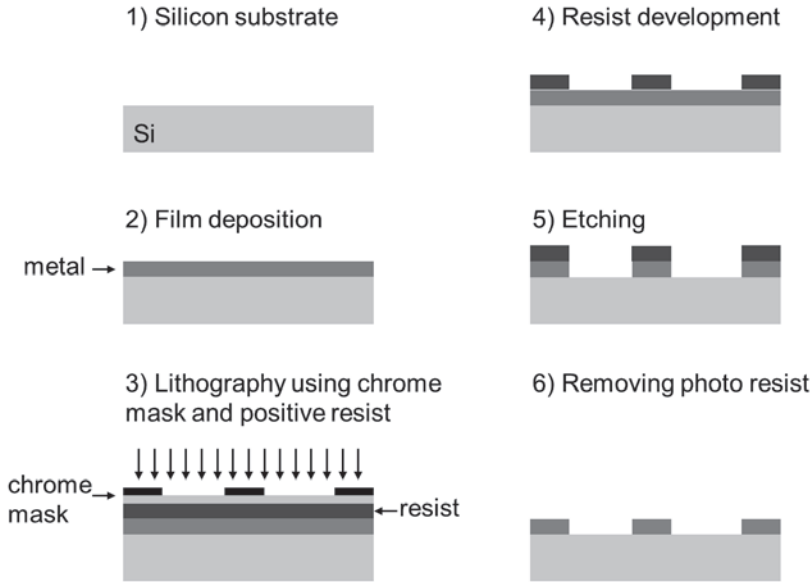 1) Silicon substrate
Si
2) Film deposition
metal
3) Lithography using chrome
mask and positive resist
chrome
mask
resist
4) Resist development
5) Etching
6) Removing photo resist